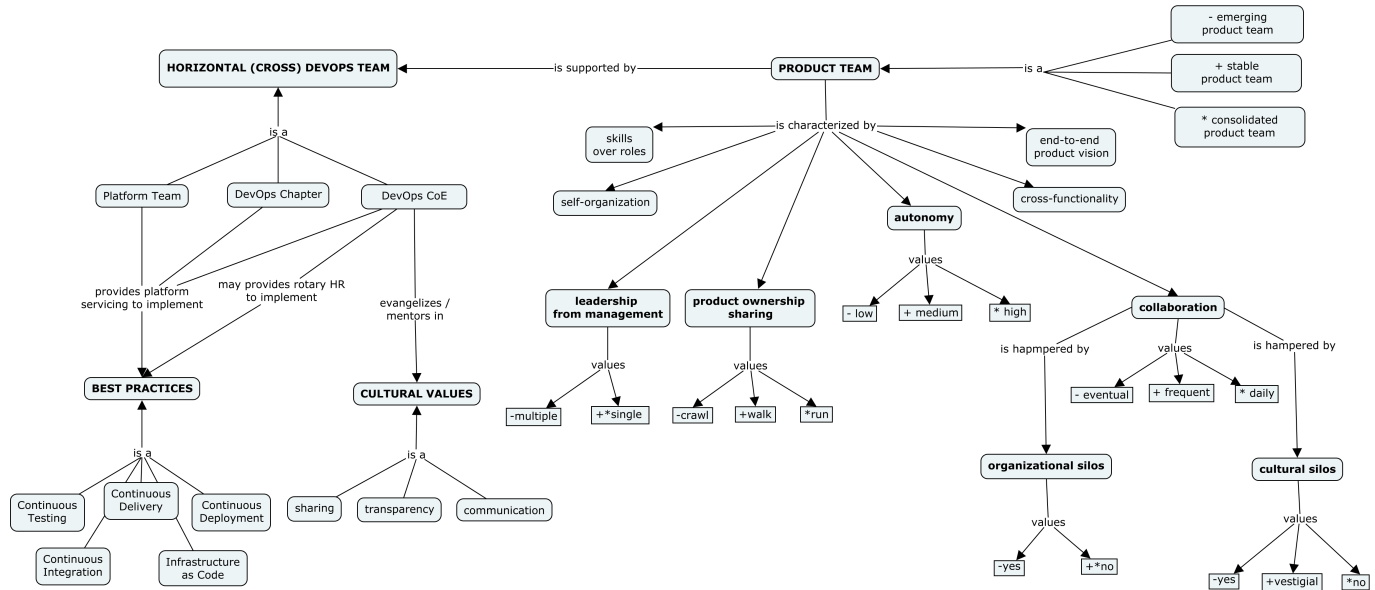 - emerging
product team
HORIZONTAL (CROSS) DEVOPS TEAM
is supported by
PRODUCT TEAM
is a
+ stable
product team
* consolidated
product team
is a
is characterized by
skills
over roles
end-to-end
product vision
Platform Team
DevOps Chapter
DevOps CoE
self-organization
autonomy
cross-functionality
values
provides platform
servicing to implement
may provides rotary HR
to implement
evangelizes /
mentors in
leadership
from management
product ownership
sharing
- low
+ medium
* high
collaboration
is hapmpered by
values
is hampered by
BEST PRACTICES
CULTURAL VALUES
values
values
- eventual
+ frequent
* daily
-multiple
+*single
-crawl
+walk
*run
is a
is a
organizational silos
cultural silos
Continuous
Testing
Continuous
Delivery
Continuous
Deployment
sharing
transparency
communication
values
values
Continuous
Integration
Infrastructure
as Code
-yes
+*no
-yes
+vestigial
*no